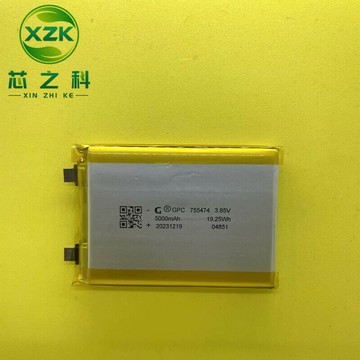 XZK
芯之科
XIN ZHI KE
- G ® GPC 755474 3.85V
5000mAh 19.25Wh
+ 20231219 04851